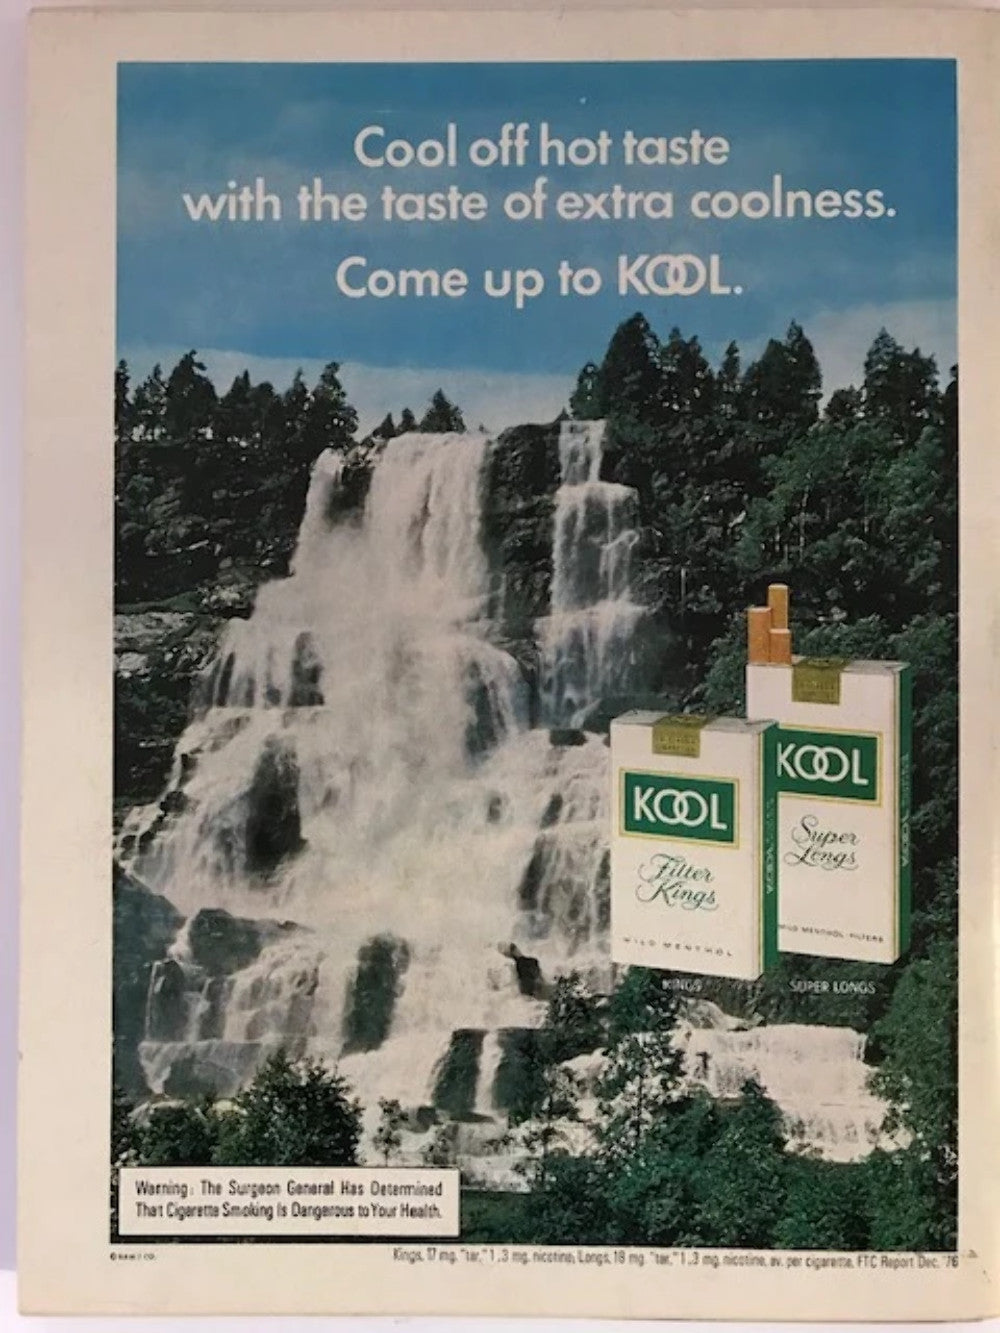 Cool off hot taste
with the taste of extra coolness.
Come up to KOOL.
KOOL
Filter
Kings
MILD MENTHOL
KOOL
Super
Longs
MILD MENTHOL · FILTERS
KINGS
SUPER LONGS
Warning: The Surgeon General Has Determined
That Cigarette Smoking Is Dangerous to Your Health.
Kings, 17 mg. "tar," 1.3 mg. nicotine; Longs, 18 mg. "tar," 1.3 mg. nicotine, av. per cigarette, FTC Report Dec. '76